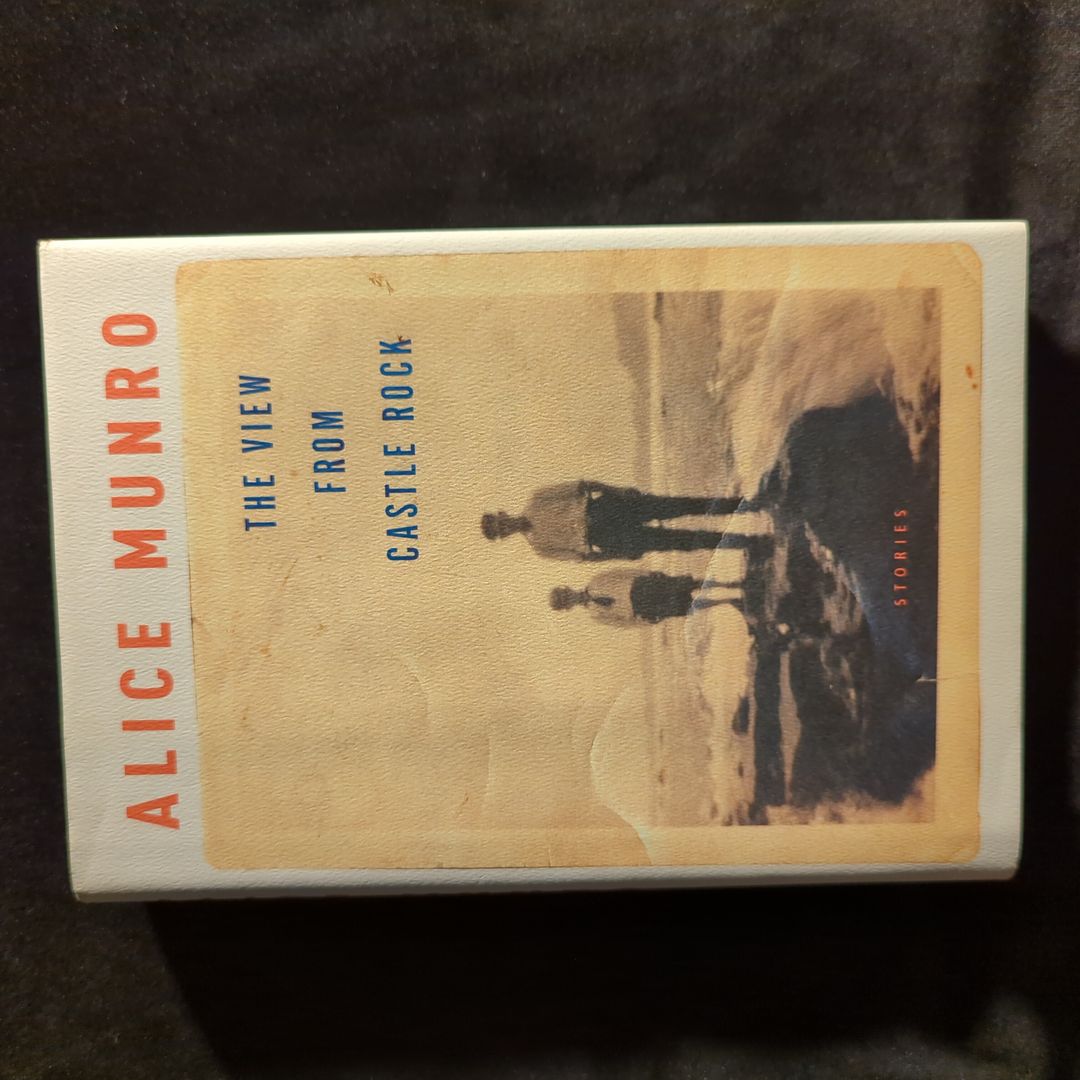 ALICE MUNRO
THE VIEW
FROM
CASTLE ROCK
STORIES